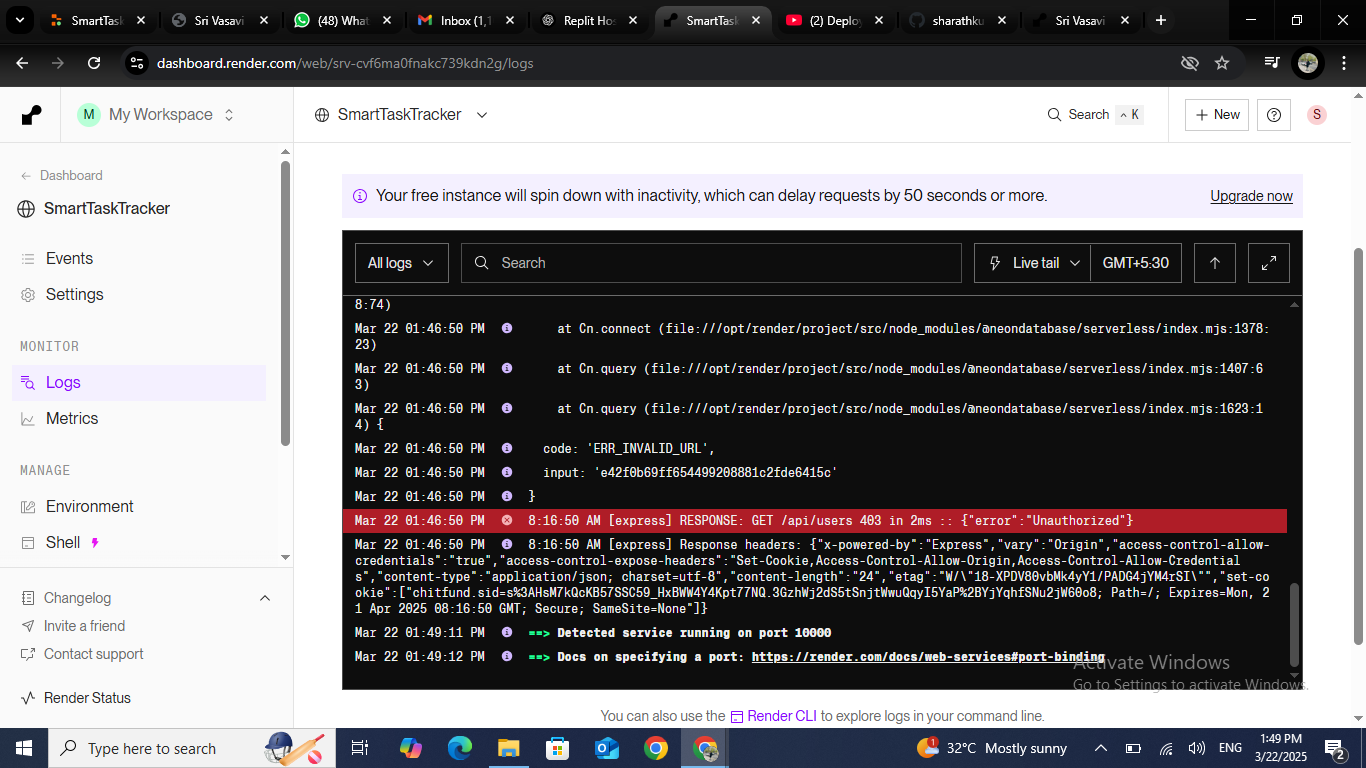 SmartTask
Sri Vasavi
(48) What
Inbox (1,1
Replit Hos
SmartTask
(2) Deploy
sharathku
Sri Vasavi
dashboard.render.com/web/srv-cvf6ma0fnakc739kdn2g/logs
M My Workspace
SmartTaskTracker
Search ^ K
+ New
S
← Dashboard
SmartTaskTracker
Events
Settings
MONITOR
Logs
Metrics
MANAGE
Environment
Shell
Changelog
Invite a friend
Contact support
Render Status
Your free instance will spin down with inactivity, which can delay requests by 50 seconds or more.
Upgrade now
All logs
Search
Live tail
GMT+5:30
8:74)
Mar 22 01:46:50 PM at Cn.connect (file:///opt/render/project/src/node_modules/@neondatabase/serverless/index.mjs:1378:
23)
Mar 22 01:46:50 PM at Cn.query (file:///opt/render/project/src/node_modules/@neondatabase/serverless/index.mjs:1407:6
3)
Mar 22 01:46:50 PM at Cn.query (file:///opt/render/project/src/node_modules/@neondatabase/serverless/index.mjs:1623:1
4) {
Mar 22 01:46:50 PM code: 'ERR_INVALID_URL',
Mar 22 01:46:50 PM input: 'e42f0b69ff654499208881c2fde6415c'
Mar 22 01:46:50 PM }
Mar 22 01:46:50 PM 8:16:50 AM [express] RESPONSE: GET /api/users 403 in 2ms :: {"error":"Unauthorized"}
Mar 22 01:46:50 PM 8:16:50 AM [express] Response headers: {"x-powered-by":"Express","vary":"Origin","access-control-allow-
credentials":"true","access-control-expose-headers":"Set-Cookie,Access-Control-Allow-Origin,Access-Control-Allow-Credential
s","content-type":"application/json; charset=utf-8","content-length":"24","etag":"W/\"18-XPDV80vbMk4yY1/PADG4jYM4rSI\"","set-co
okie":["chitfund.sid=s%3AHsM7kQcKB57SSC59_HxBWW4Y4Kpt77NQ.3GzhWj2dS5tSnjtWwuQqyI5YaP%2BYjYqhfSNu2jW60o8; Path=/; Expires=Mon, 2
1 Apr 2025 08:16:50 GMT; Secure; SameSite=None"]}
Mar 22 01:49:11 PM ==> Detected service running on port 10000
Mar 22 01:49:12 PM ==> Docs on specifying a port: https://render.com/docs/web-services#port-binding
Activate Windows
Go to Settings to activate Windows.
You can also use the Render CLI to explore logs in your command line.
Type here to search
1
32°C Mostly sunny
ENG
1:49 PM
3/22/2025
2